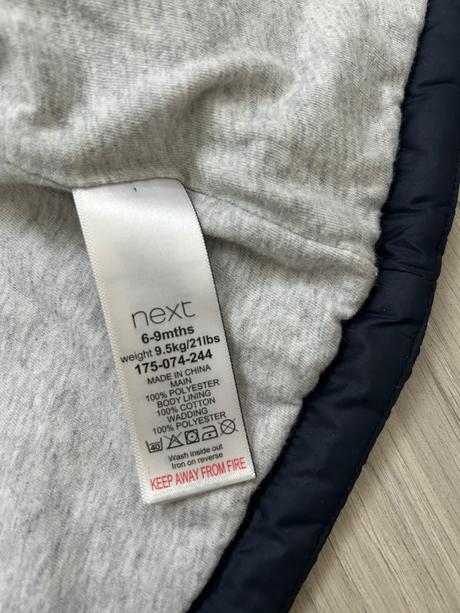 next
6-9mths
weight 9.5kg/21lbs
175-074-244
MADE IN CHINA
MAIN
100% POLYESTER
BODY LINING
100% COTTON
WADDING
100% POLYESTER
40
Wash inside out
Iron on reverse
KEEP AWAY FROM FIRE